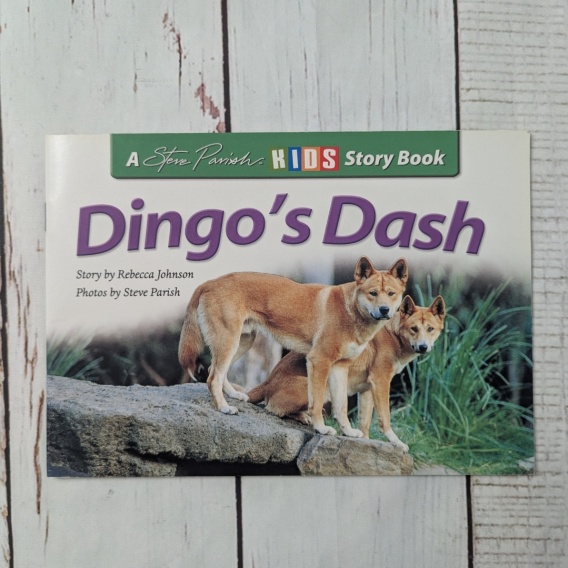 A Steve Parish. KIDS Story Book
Dingo's Dash
Story by Rebecca Johnson
Photos by Steve Parish